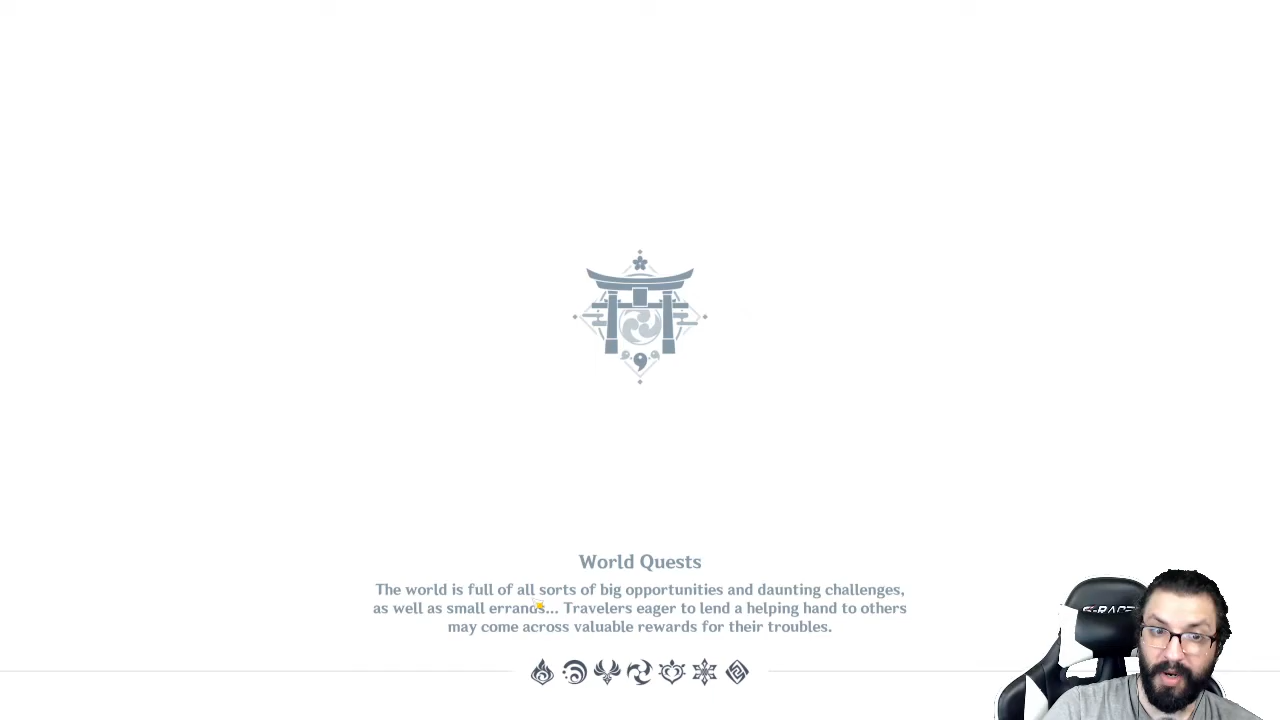 World Quests
The world is full of all sorts of big opportunities and daunting challenges,
as well as small errands... Travelers eager to lend a helping hand to others
may come across valuable rewards for their troubles.